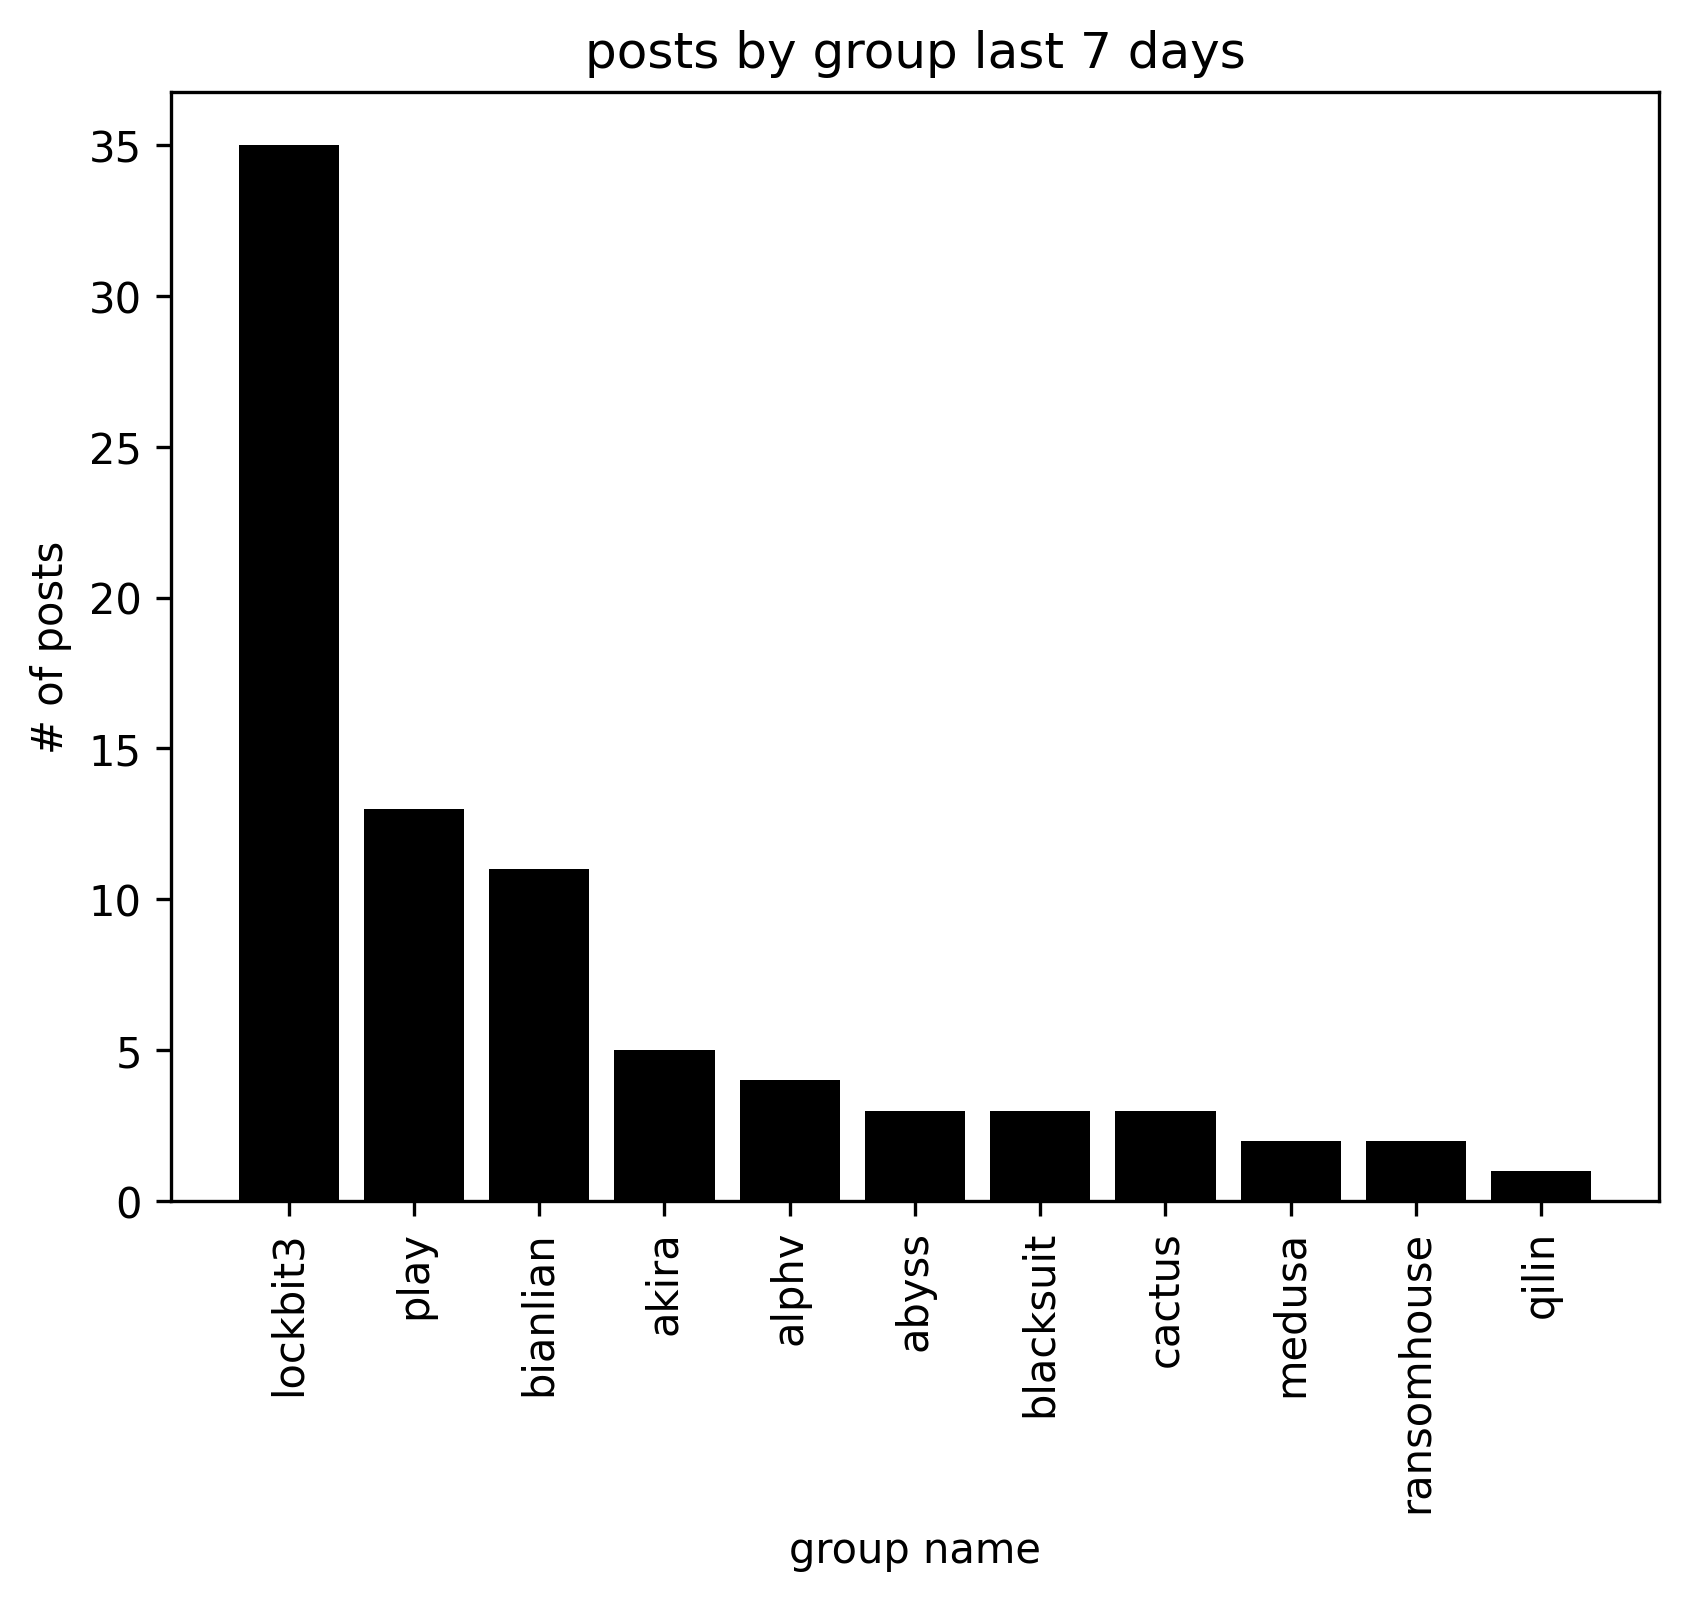 posts by group last 7 days
# of posts
35
30
25
20
15
10
5
0
lockbit3
play
bianlian
akira
alphv
abyss
blacksuit
cactus
medusa
ransomhouse
qilin
group name